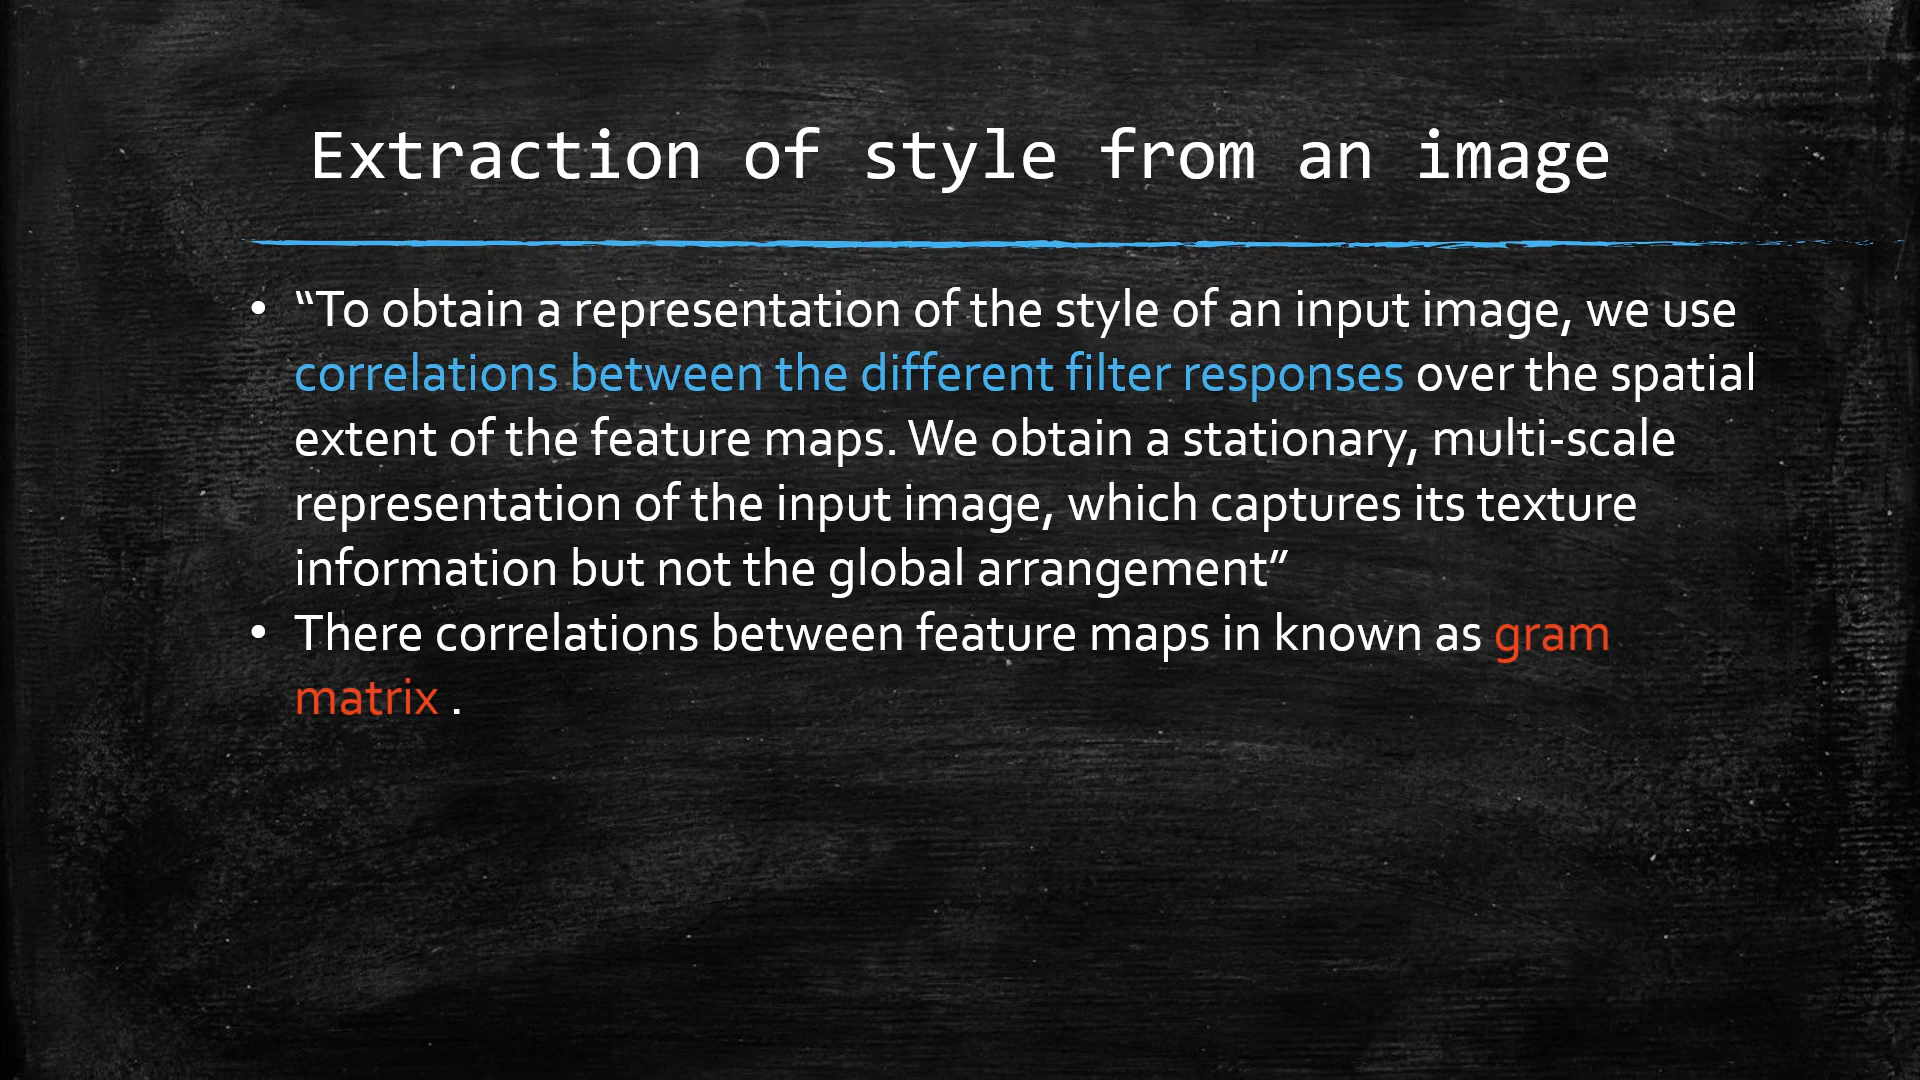 Extraction of style from an image
• “To obtain a representation of the style of an input image, we use
correlations between the different filter responses over the spatial
extent of the feature maps. We obtain a stationary, multi-scale
representation of the input image, which captures its texture
information but not the global arrangement”
• There correlations between feature maps in known as gram
matrix .